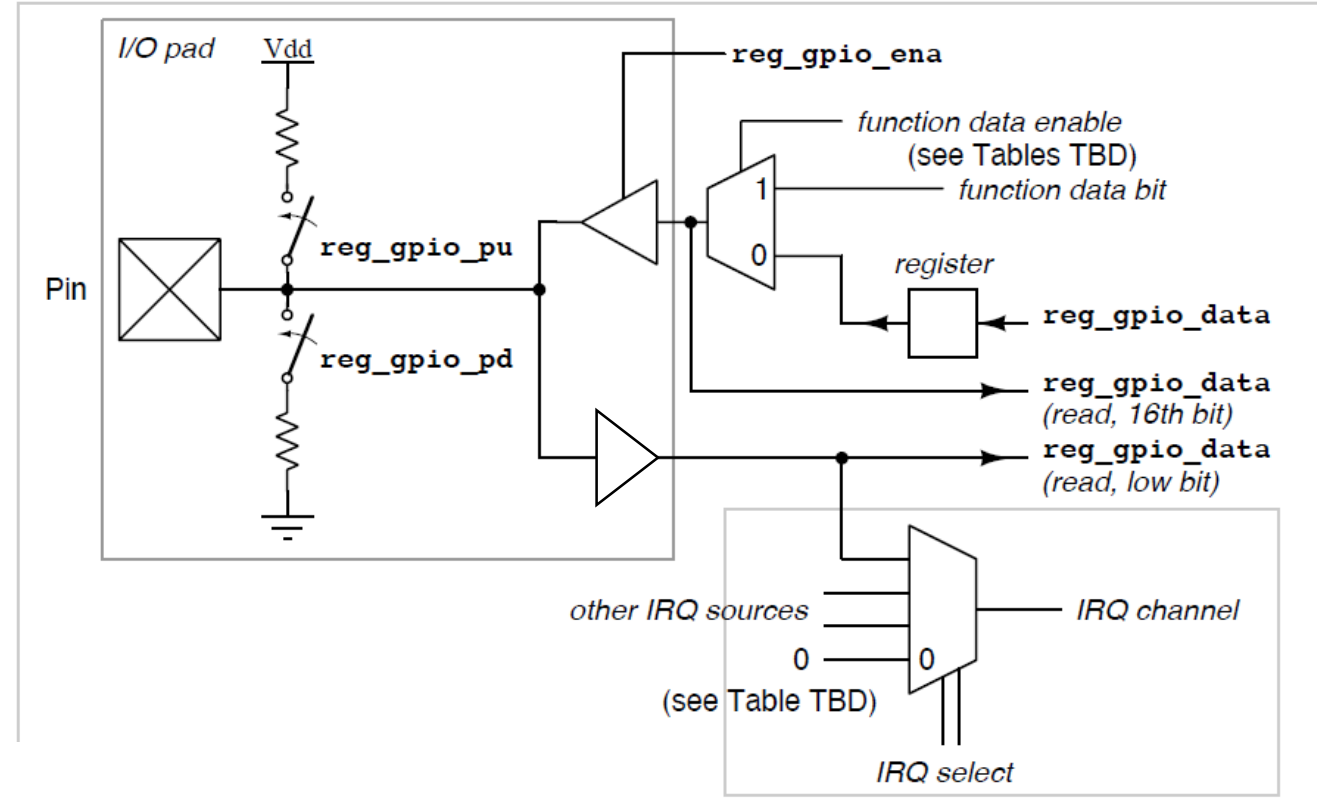 I/O pad
Vdd
reg_gpio_ena
function data enable
(see Tables TBD)
1
function data bit
reg_gpio_pu
0
register
Pin
reg_gpio_data
reg_gpio_pd
reg_gpio_data
(read, 16th bit)
reg_gpio_data
(read, low bit)
other IRQ sources
IRQ channel
0
0
(see Table TBD)
IRQ select